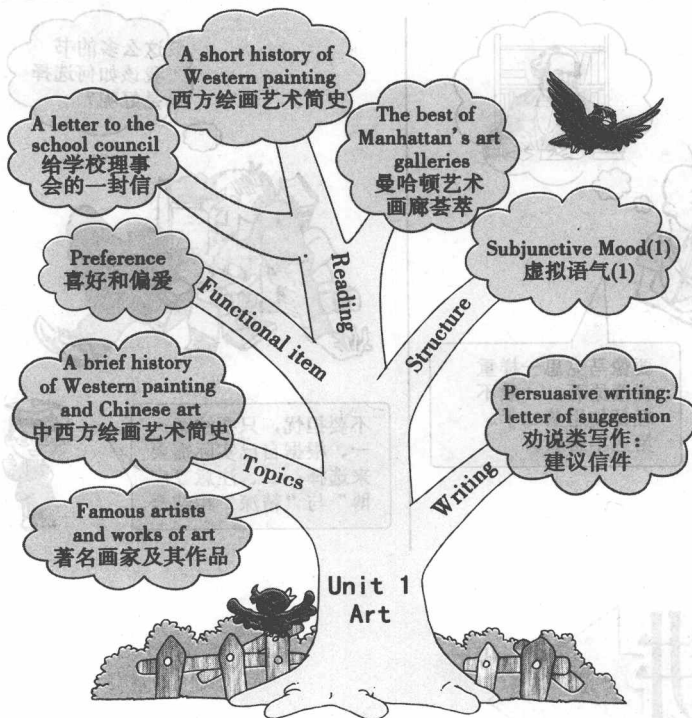 A short history of
Western painting
西方绘画艺术简史
A letter to the
school council
给学校理事
会的一封信
The best of
Manhattan's art
galleries
曼哈顿艺术
画廊荟萃
Reading
Preference
喜好和偏爱
Functional item
Subjunctive Mood(1)
虚拟语气(1)
Structure
A brief history
of Western painting
and Chinese art
中西方绘画艺术简史
Topics
Famous artists
and works of art
著名画家及其作品
Persuasive writing:
letter of suggestion
劝说类写作:
建议信件
Writing
Unit 1
Art